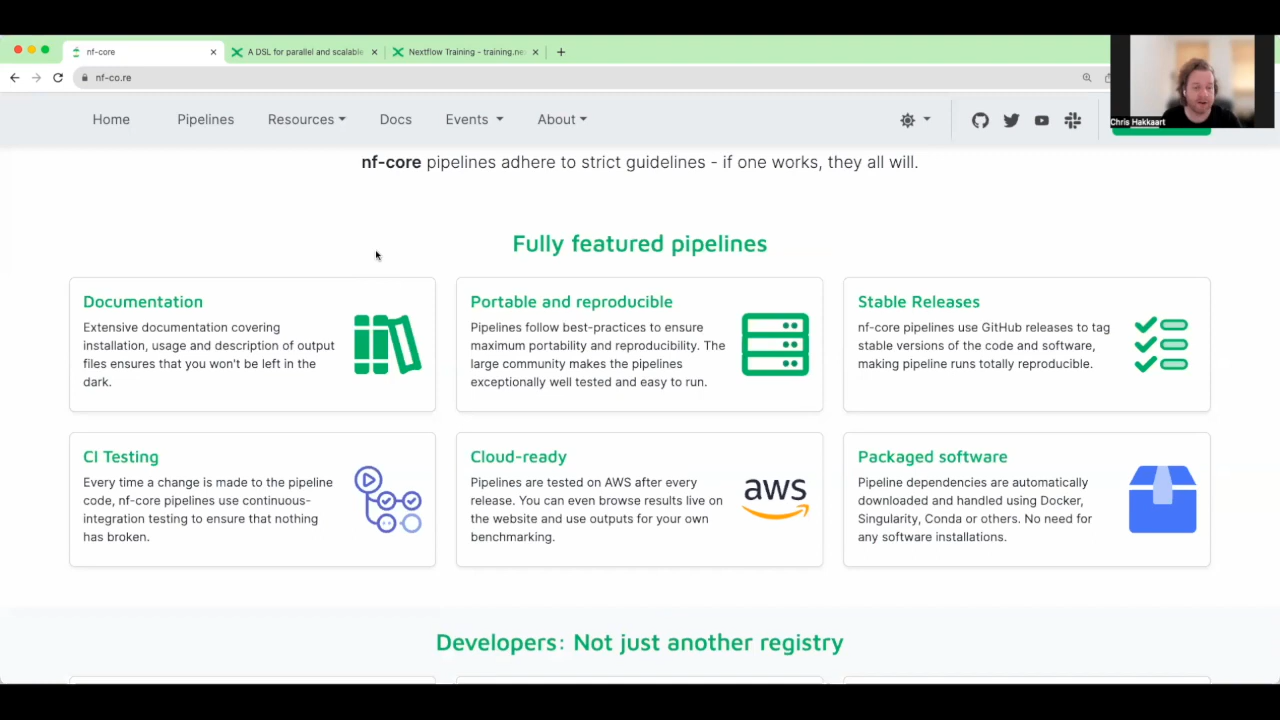 nf-core
A DSL for parallel and scalable
Nextflow Training - training.ne
nf-co.re
Chris Hakkaart
Home
Pipelines
Resources
Docs
Events
About
nf-core pipelines adhere to strict guidelines - if one works, they all will.
Fully featured pipelines
Documentation
Extensive documentation covering
installation, usage and description of output
files ensures that you won't be left in the
dark.
Portable and reproducible
Pipelines follow best-practices to ensure
maximum portability and reproducibility. The
large community makes the pipelines
exceptionally well tested and easy to run.
Stable Releases
nf-core pipelines use GitHub releases to tag
stable versions of the code and software,
making pipeline runs totally reproducible.
CI Testing
Every time a change is made to the pipeline
code, nf-core pipelines use continuous-
integration testing to ensure that nothing
has broken.
Cloud-ready
Pipelines are tested on AWS after every
release. You can even browse results live on
the website and use outputs for your own
benchmarking.
aws
Packaged software
Pipeline dependencies are automatically
downloaded and handled using Docker,
Singularity, Conda or others. No need for
any software installations.
Developers: Not just another registry